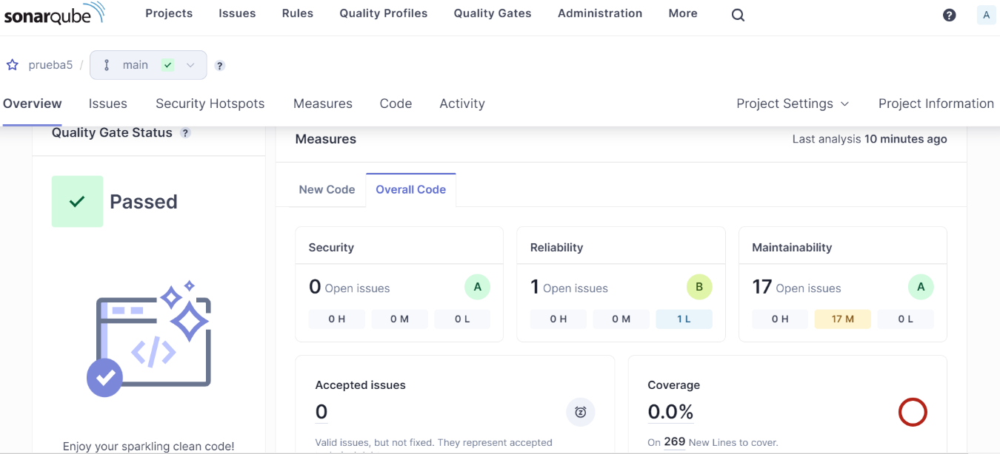 sonarqube Projects Issues Rules Quality Profiles Quality Gates Administration More ? A
prueba5 / main ?
Overview Issues Security Hotspots Measures Code Activity Project Settings Project Information
Quality Gate Status ?
Passed
Enjoy your sparkling clean code!
Measures Last analysis 10 minutes ago
New Code Overall Code
Security
0 Open issues A
0 H 0 M 0 L
Reliability
1 Open issues B
0 H 0 M 1 L
Maintainability
17 Open issues A
0 H 17 M 0 L
Accepted issues
0
Valid issues, but not fixed. They represent accepted
Coverage
0.0%
On 269 New Lines to cover.